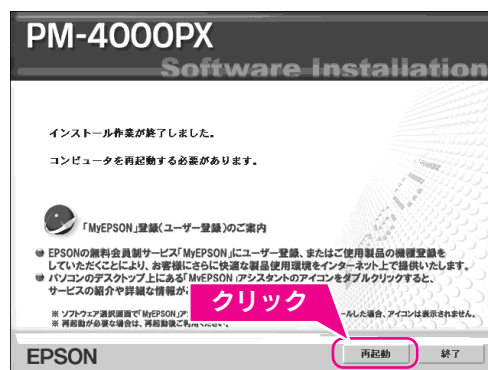 PM-4000PX
Software Installation
インストール作業が終了しました。
コンピュータを再起動する必要があります。
「MyEPSON」登録(ユーザー登録)のご案内
EPSONの無料会員制サービス「MyEPSON」にユーザー登録、またはご使用製品の機種登録を
していただくことにより、お客様にさらに快適な製品使用環境をインターネット上で提供いたします。
パソコンのデスクトップ上にある「MyEPSON」アシスタントのアイコンをダブルクリックすると、
サービスの紹介や詳細な情報が
クリック
※ ソフトウェア選択画面で「MyEPSON」ア ールした場合、アイコンは表示されません。
※ 再起動が必要な場合は、再起動後ご利用ください。
EPSON
再起動 終了